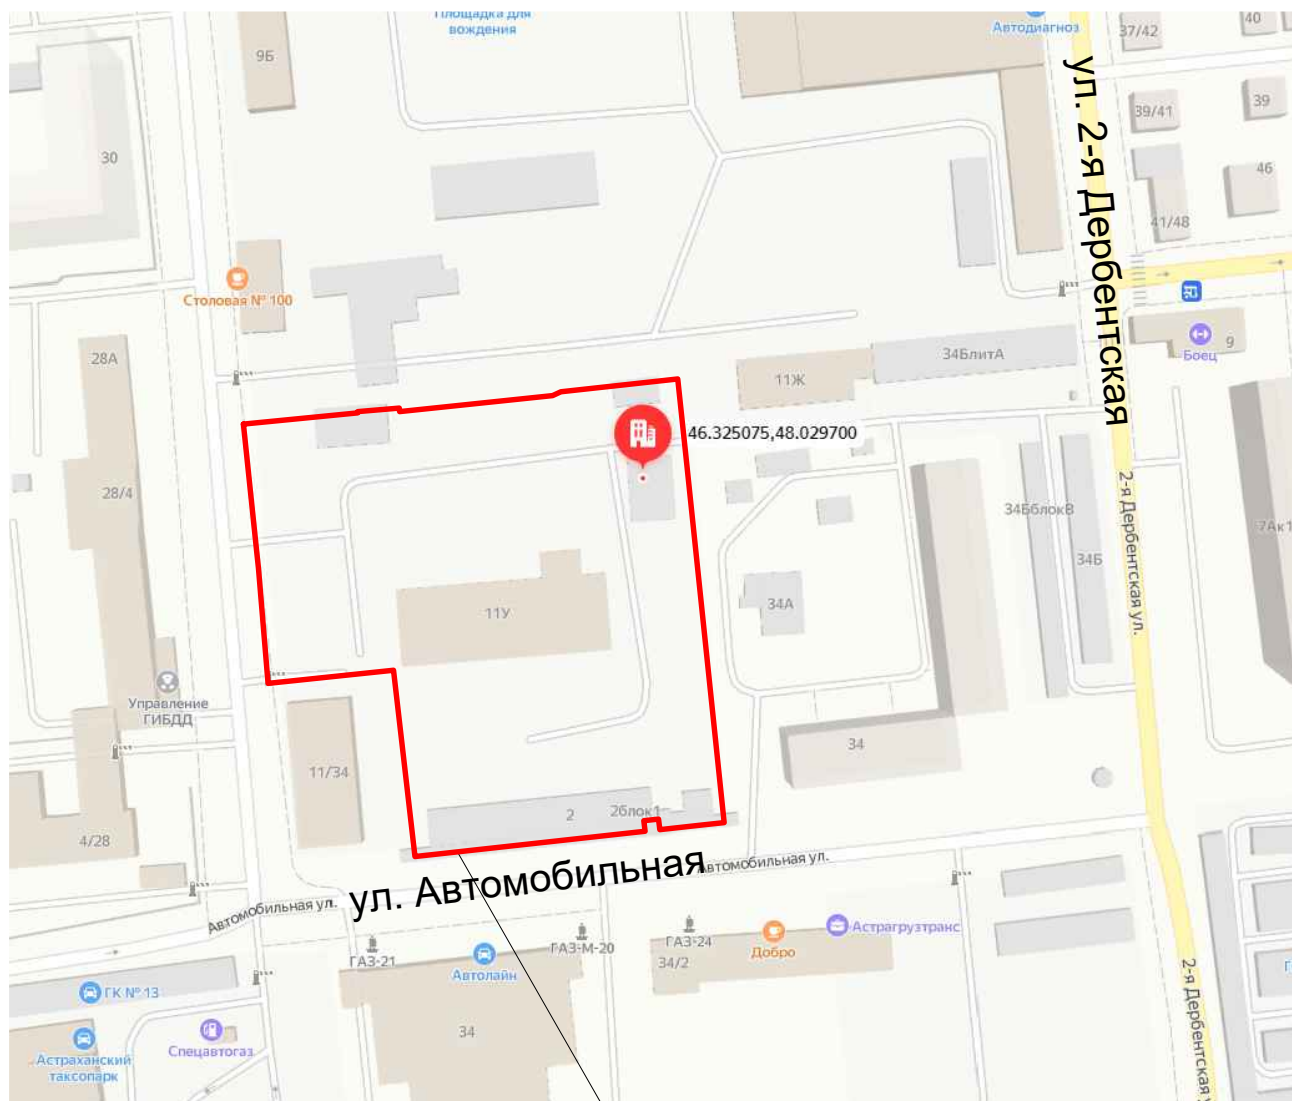 Площадка для
вождения
Автодиагноз
37/42
40
9Б
ул. 2-я Дербентская
39/41
39
30
46
41/48
Столовая № 100
Боец
9
28А
34БлитА
11Ж
46.325075,48.029700
28/4
34БблокВ
2-я Дербентская ул.
7Ак1
34Б
34А
11У
Управление
ГИБДД
34
11/34
2
2блок1
4/28
ул. Автомобильная
Автомобильная ул.
Автомобильная ул.
ГАЗ-21
ГАЗ-М-20
ГАЗ-24
Астрагрузтранс
Добро
34/2
Автолайн
2-я Дербентская ул
ГК № 13
34
Спецавтогаз
Астраханский
таксопарк